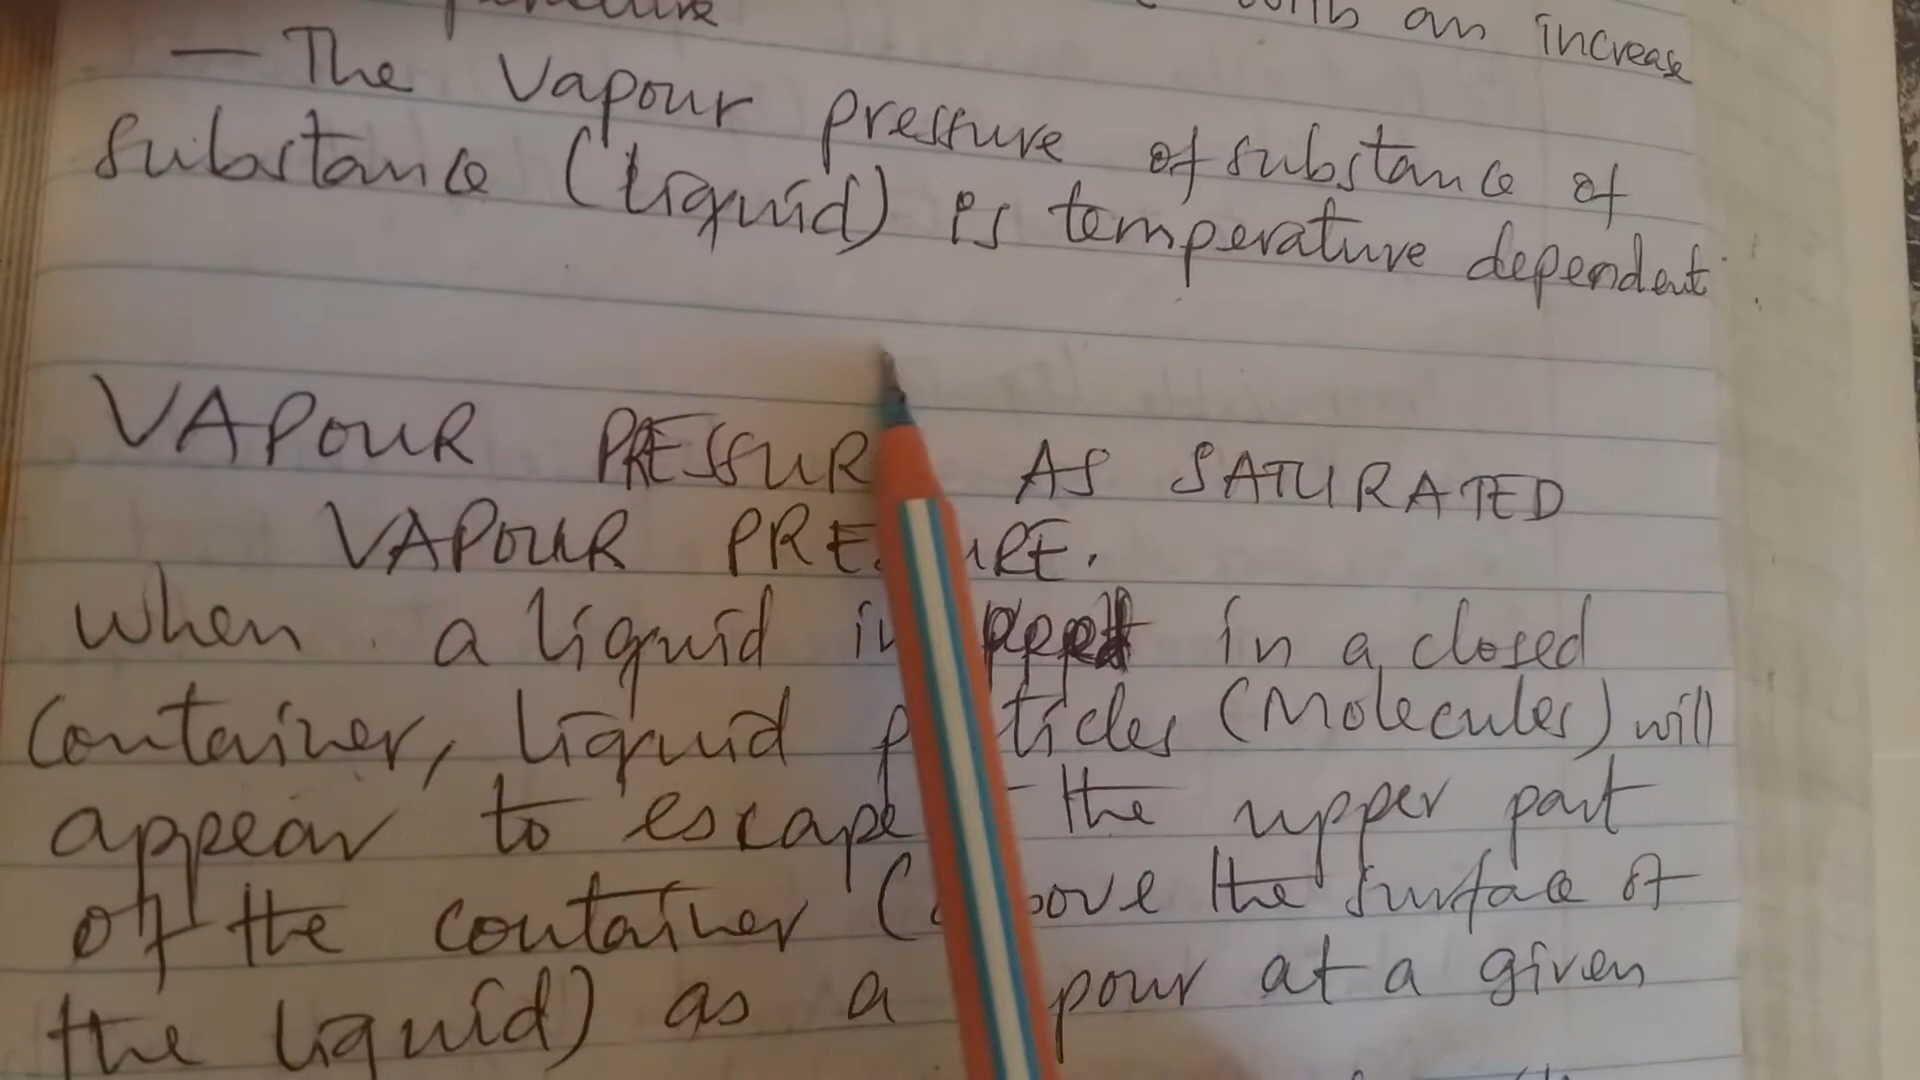 with an increase
— The Vapour pressure of substance of
substance (liquid) is temperature dependent
VAPOUR PRESSUR AS SATURATED
VAPOUR PRE URE.
When a liquid in in a closed
Container, liquid p ticles (Molecules) will
appear to escape the upper part
of the container ( bove the surface of
the liquid) as a pour at a given